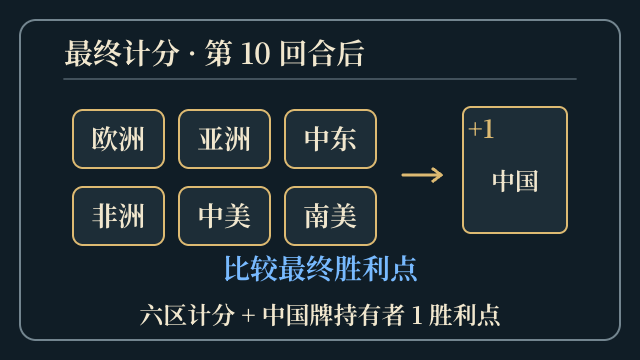 最终计分 · 第 10 回合后
欧洲 亚洲 中东
+1
中国
非洲 中美 南美
比较最终胜利点
六区计分 + 中国牌持有者 1 胜利点